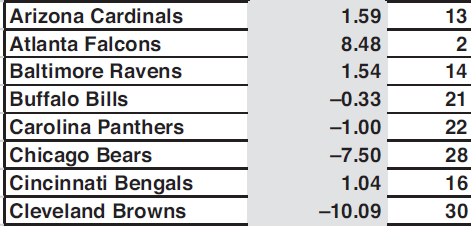 Arizona Cardinals 1.59 13
Atlanta Falcons 8.48 2
Baltimore Ravens 1.54 14
Buffalo Bills –0.33 21
Carolina Panthers –1.00 22
Chicago Bears –7.50 28
Cincinnati Bengals 1.04 16
Cleveland Browns –10.09 30